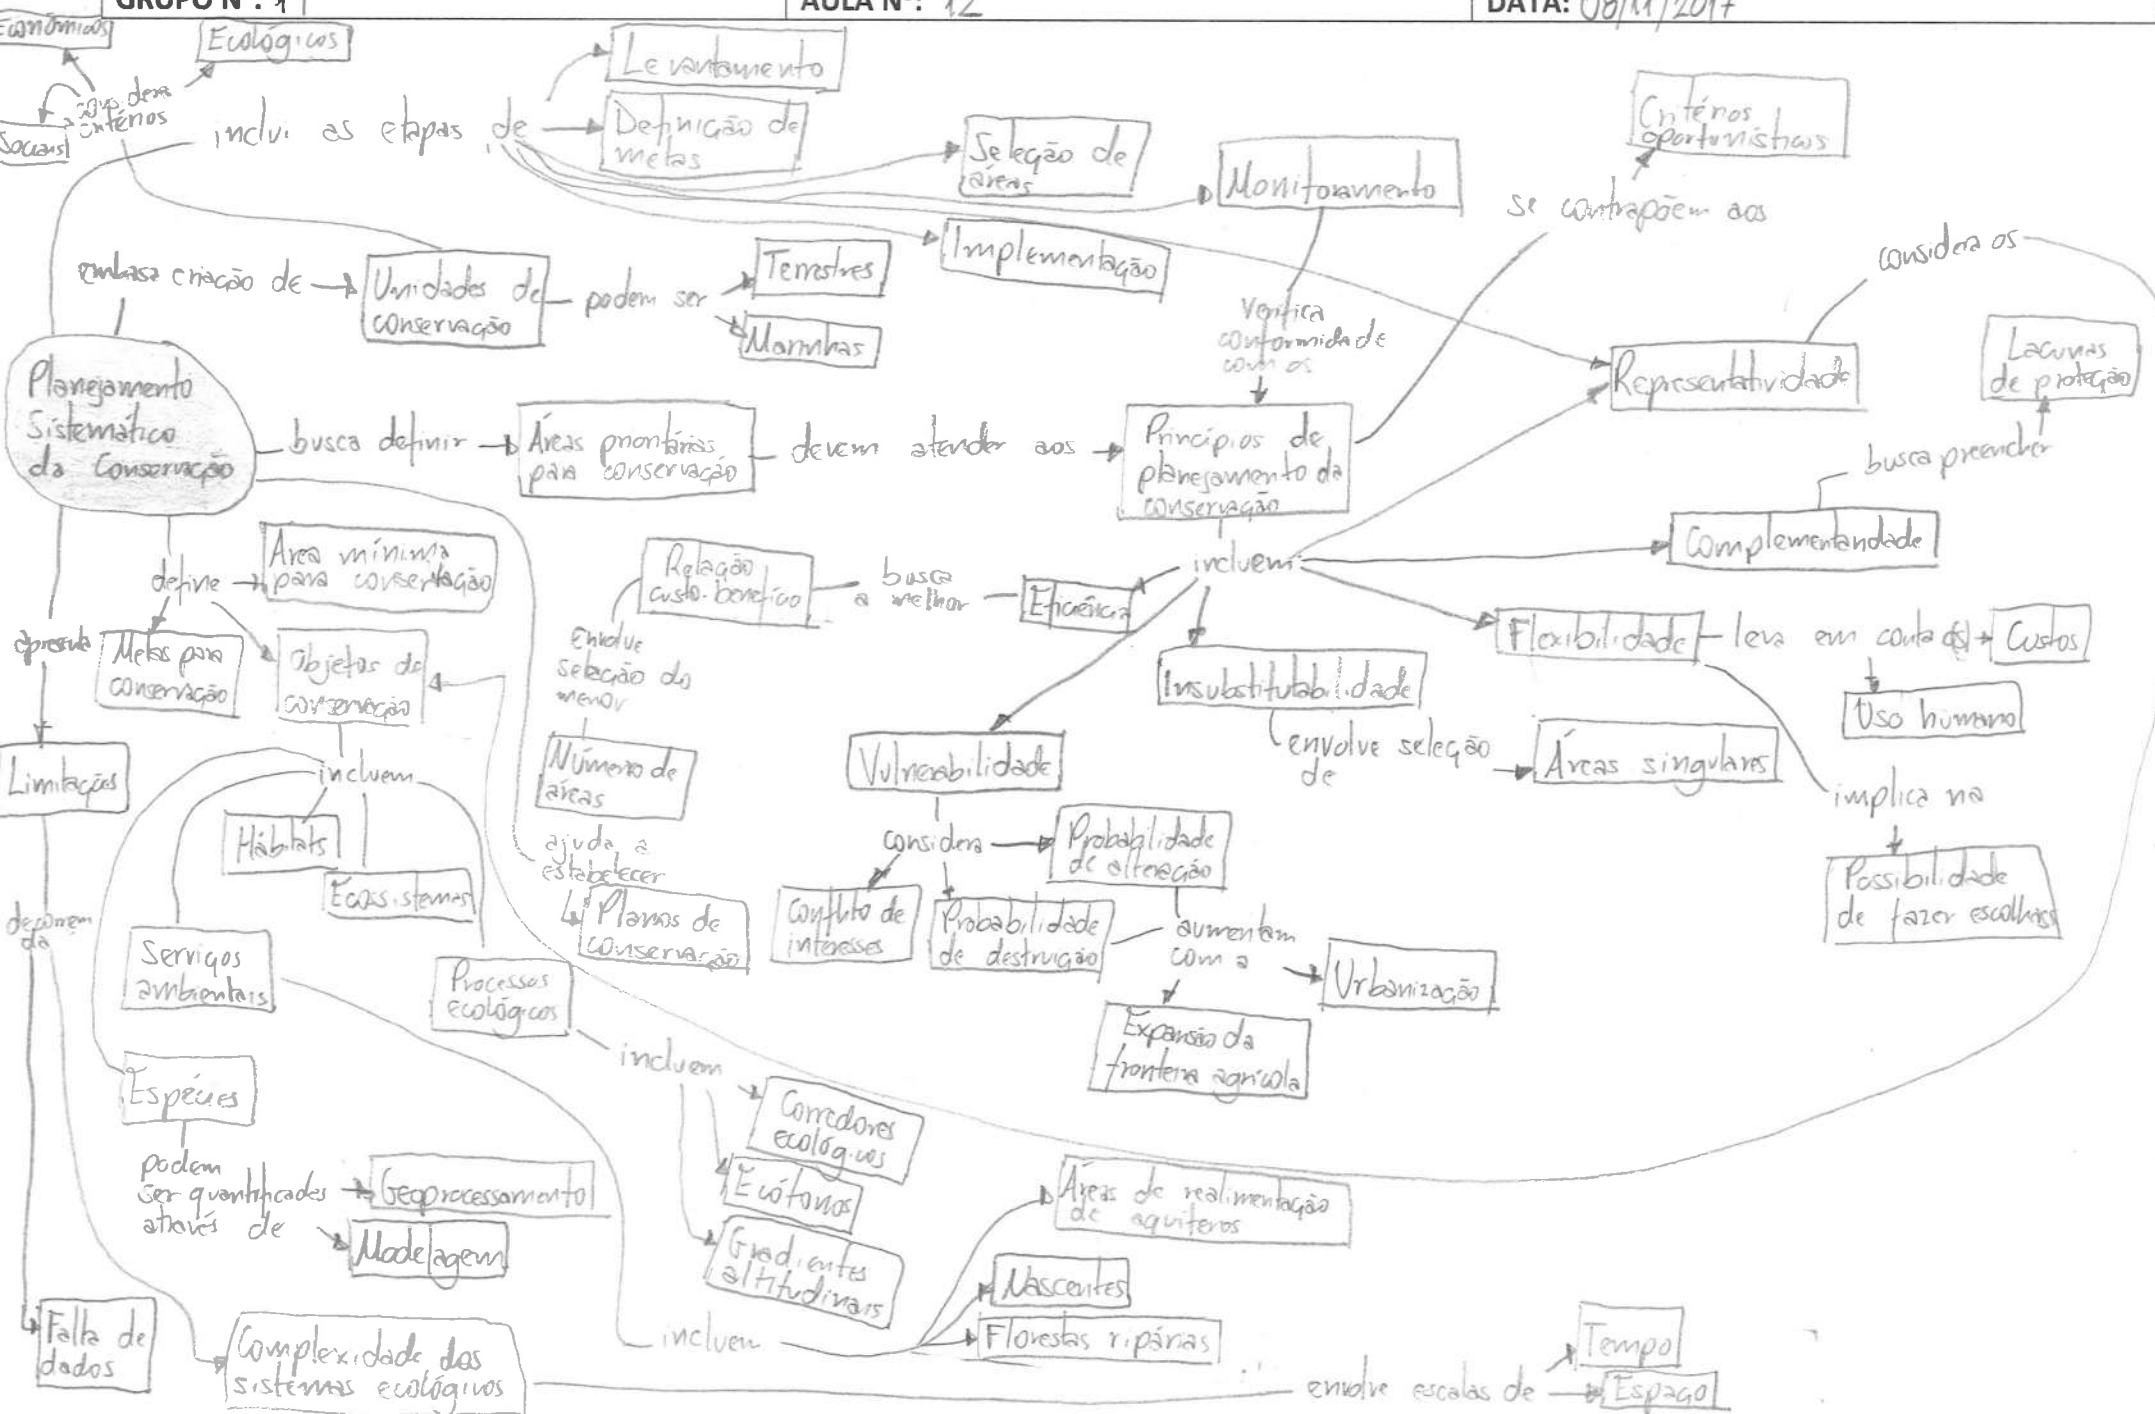 GRUPO Nº: 1
AULA Nº: 12
DATA: 08/11/2017
Econômicos
Ecológicos
Sociais
considera
critérios
inclui as etapas de
Levantamento
Definição de
metas
Seleção de
áreas
Monitoramento
Implementação
Critérios
oportunísticos
se contrapõem aos
considera os
embasa criação de
Unidades de
conservação
podem ser
Terrestres
Marinhas
Verifica
conformidade
com os
Representatividade
Lacunas
de proteção
busca preencher
Planejamento
Sistemático
da Conservação
busca definir
Áreas prioritárias
para conservação
devem atender aos
Princípios de
planejamento da
conservação
incluem
Complementaridade
define
Área mínima
para conservação
Metas para
conservação
Objetos de
conservação
Relação
custo-benefício
busca
a melhor
Eficiência
Flexibilidade
leva em conta o(s)
Custos
Uso humano
implica na
Possibilidade
de fazer escolhas
Insubstitutabilidade
envolve seleção
de
Áreas singulares
envolve
seleção do
menor
Número de
áreas
ajuda a
estabelecer
Planos de
conservação
Vulnerabilidade
considera
Probabilidade
de alteração
Conflito de
interesses
Probabilidade
de destruição
aumentam
com a
Urbanização
Expansão da
fronteira agrícola
apresenta
Limitações
decorrem
da
incluem
Hábitats
Ecossistemas
Serviços
ambientais
Processos
ecológicos
incluem
Corredores
ecológicos
Ecótonos
Gradientes
altitudinais
Espécies
podem
ser quantificadas
através de
Geoprocessamento
Modelagem
incluem
Áreas de realimentação
de aquíferos
Nascentes
Florestas ripárias
Falta de
dados
Complexidade dos
sistemas ecológicos
envolve escalas de
Tempo
Espaço